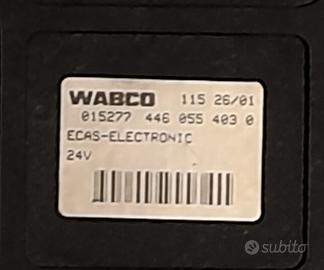 WABCO 115 26/01
015277 446 055 403 0
ECAS-ELECTRONIC
24V
subito